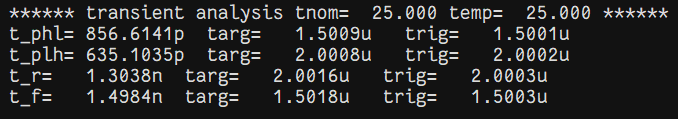 ****** transient analysis tnom=  25.000 temp=  25.000 ******
t_phl= 856.6141p  targ=   1.5009u   trig=   1.5001u
t_plh= 635.1035p  targ=   2.0008u   trig=   2.0002u
t_r=   1.3038n  targ=   2.0016u   trig=   2.0003u
t_f=   1.4984n  targ=   1.5018u   trig=   1.5003u